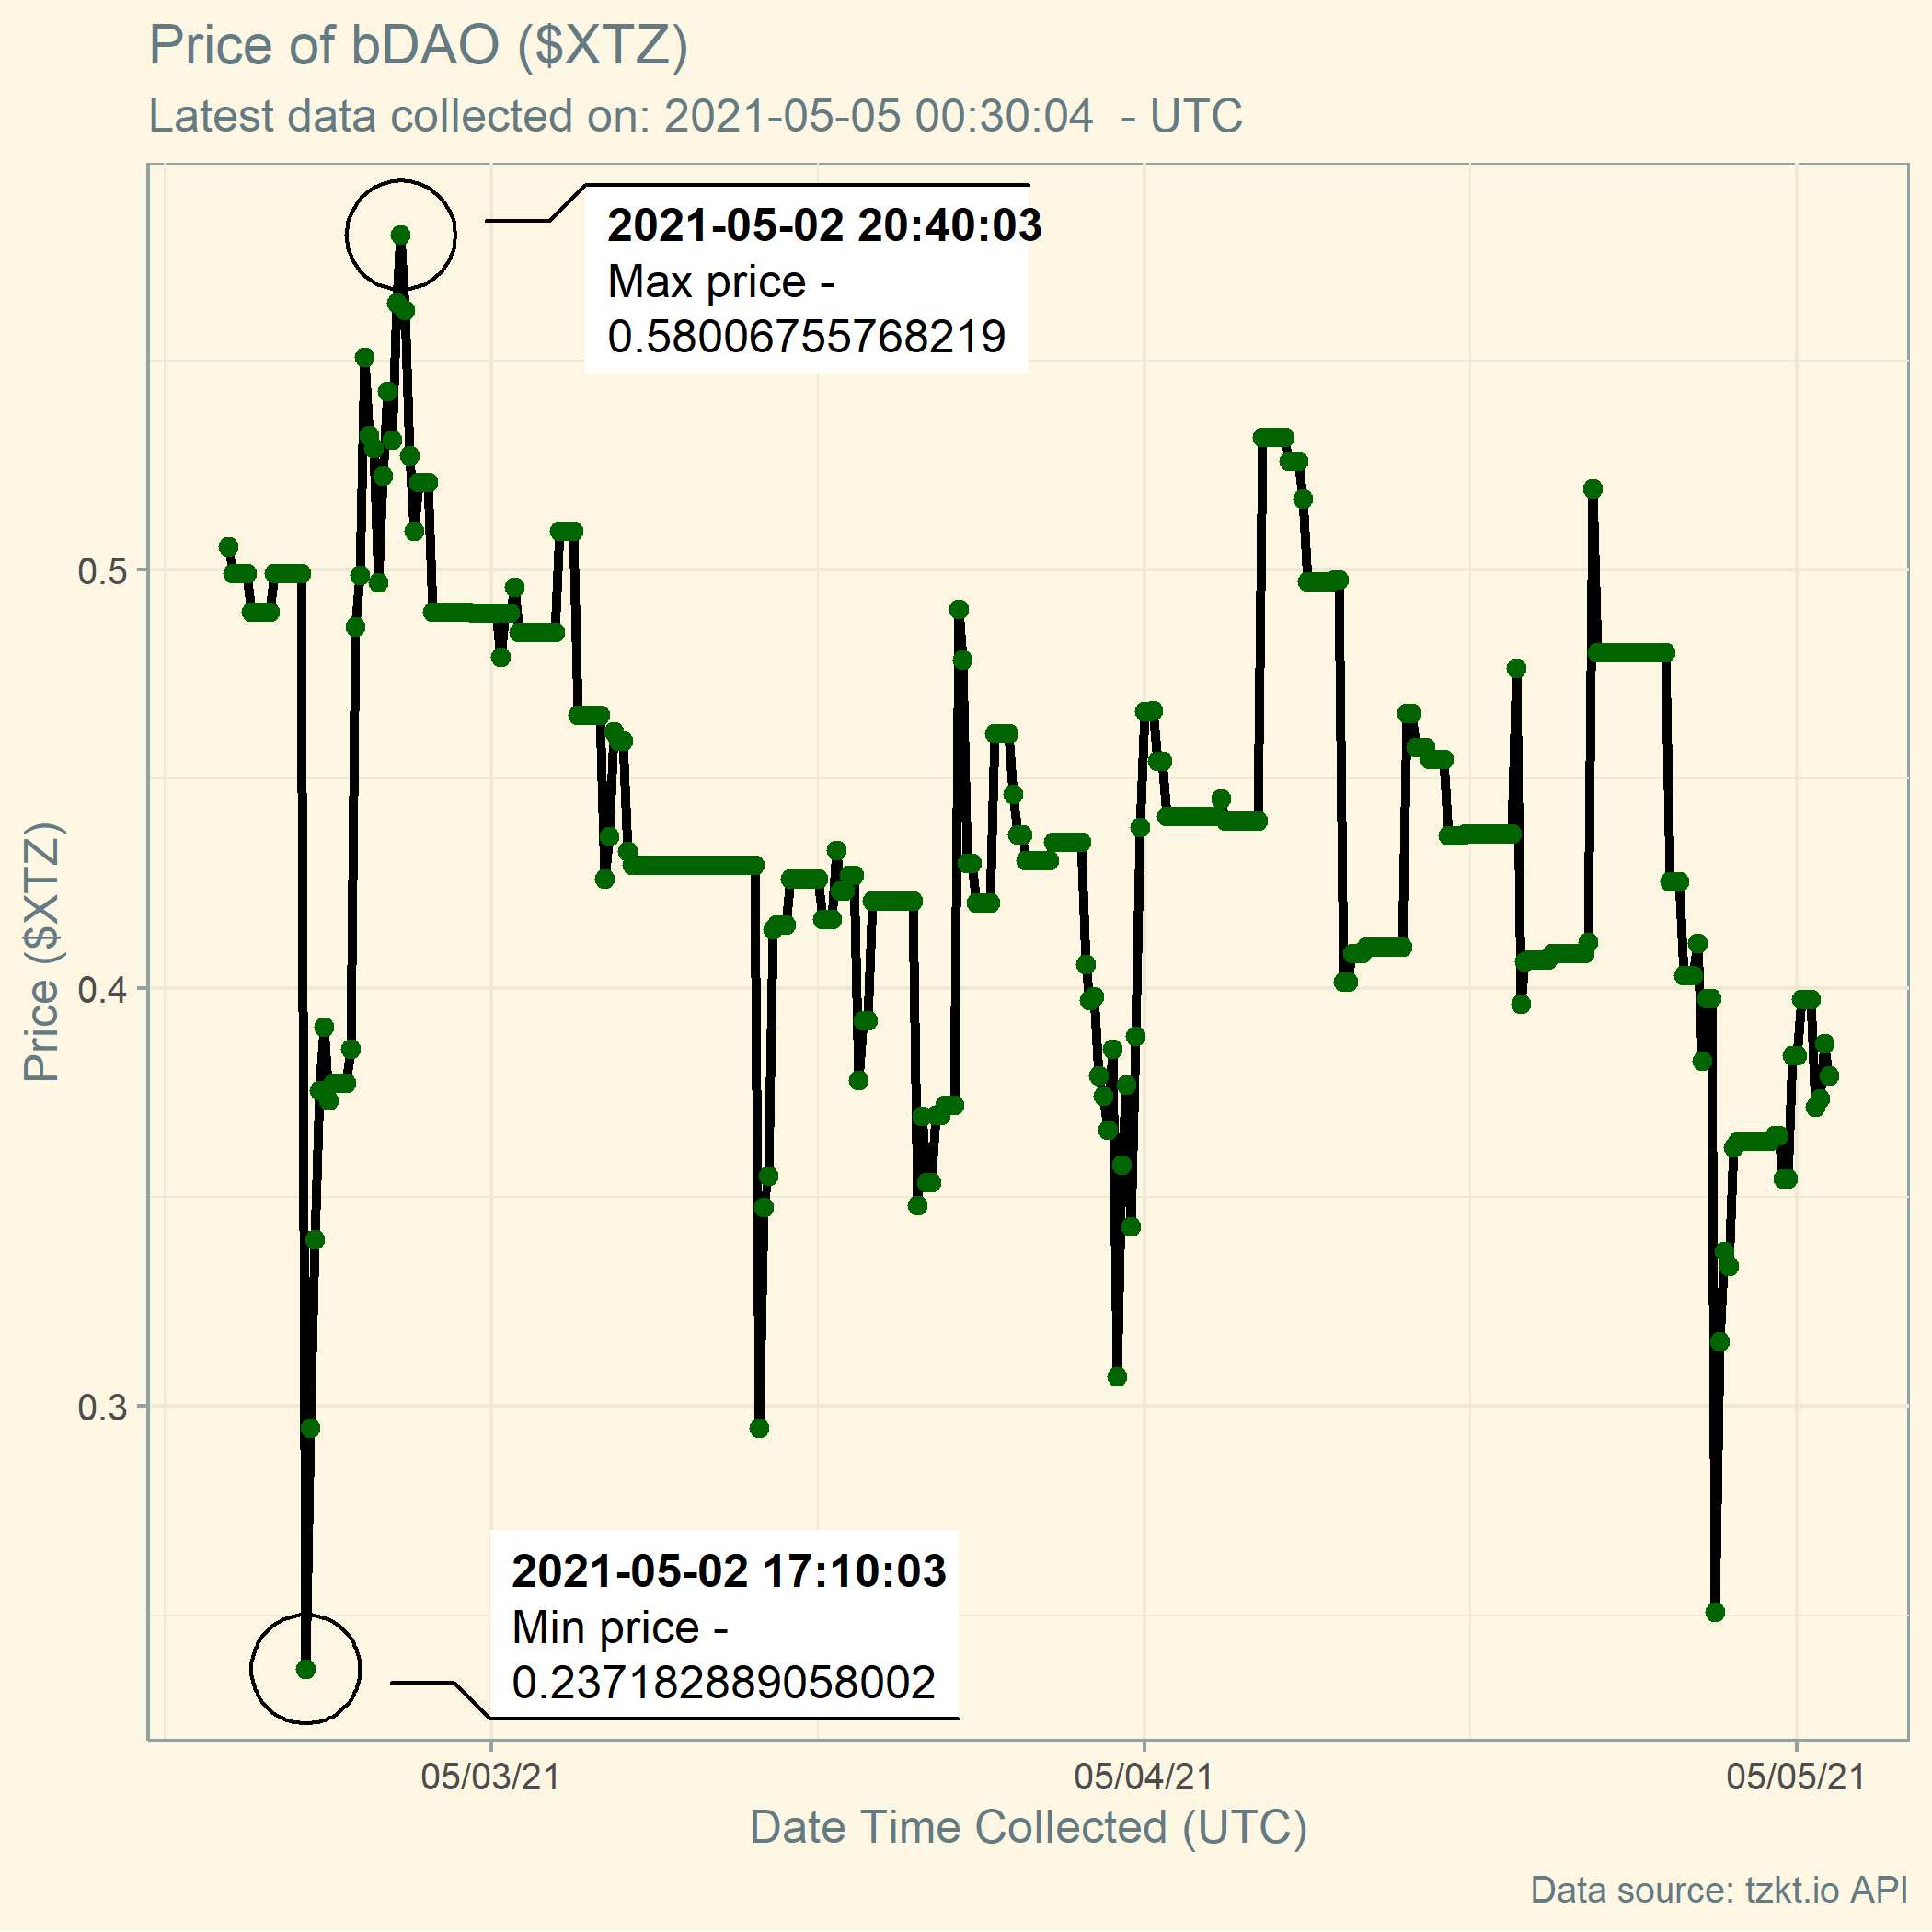 Price of bDAO ($XTZ)
Latest data collected on: 2021-05-05 00:30:04  - UTC
2021-05-02 20:40:03
Max price -
0.58006755768219
0.5
0.4
0.3
Price ($XTZ)
2021-05-02 17:10:03
Min price -
0.237182889058002
05/03/21
05/04/21
05/05/21
Date Time Collected (UTC)
Data source: tzkt.io API